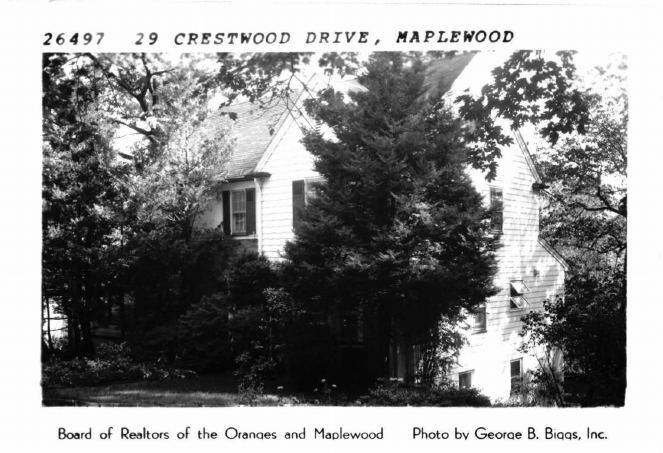 26497 29 CRESTWOOD DRIVE, MAPLEWOOD
Board of Realtors of the Oranges and Maplewood Photo by George B. Biggs, Inc.